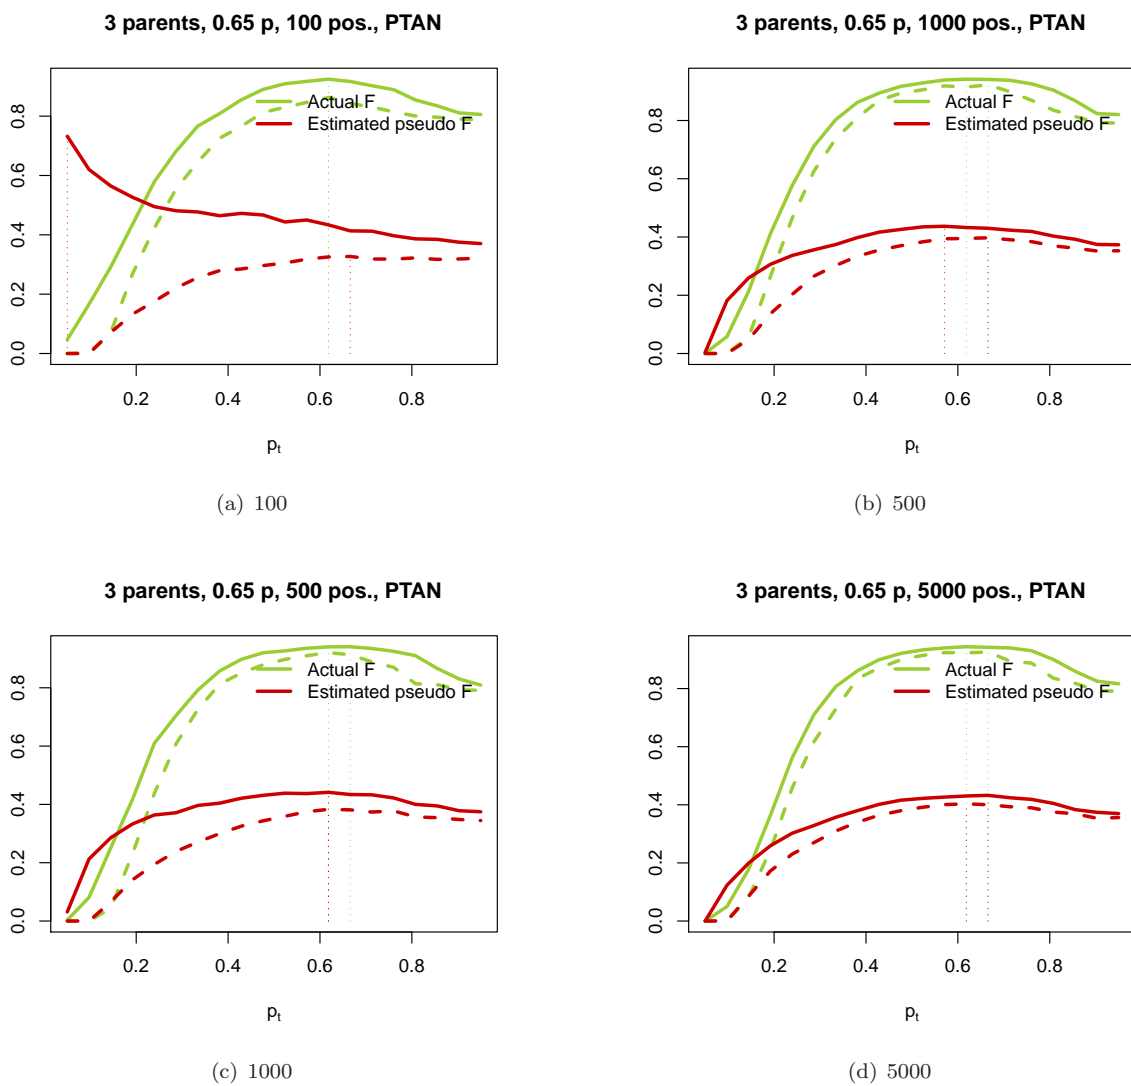 3 parents, 0.65 p, 100 pos., PTAN
Actual F
Estimated pseudo F
0.0 0.2 0.4 0.6 0.8
0.2 0.4 0.6 0.8
pt
(a) 100
3 parents, 0.65 p, 1000 pos., PTAN
Actual F
Estimated pseudo F
0.0 0.2 0.4 0.6 0.8
0.2 0.4 0.6 0.8
pt
(b) 500
3 parents, 0.65 p, 500 pos., PTAN
Actual F
Estimated pseudo F
0.0 0.2 0.4 0.6 0.8
0.2 0.4 0.6 0.8
pt
(c) 1000
3 parents, 0.65 p, 5000 pos., PTAN
Actual F
Estimated pseudo F
0.0 0.2 0.4 0.6 0.8
0.2 0.4 0.6 0.8
pt
(d) 5000